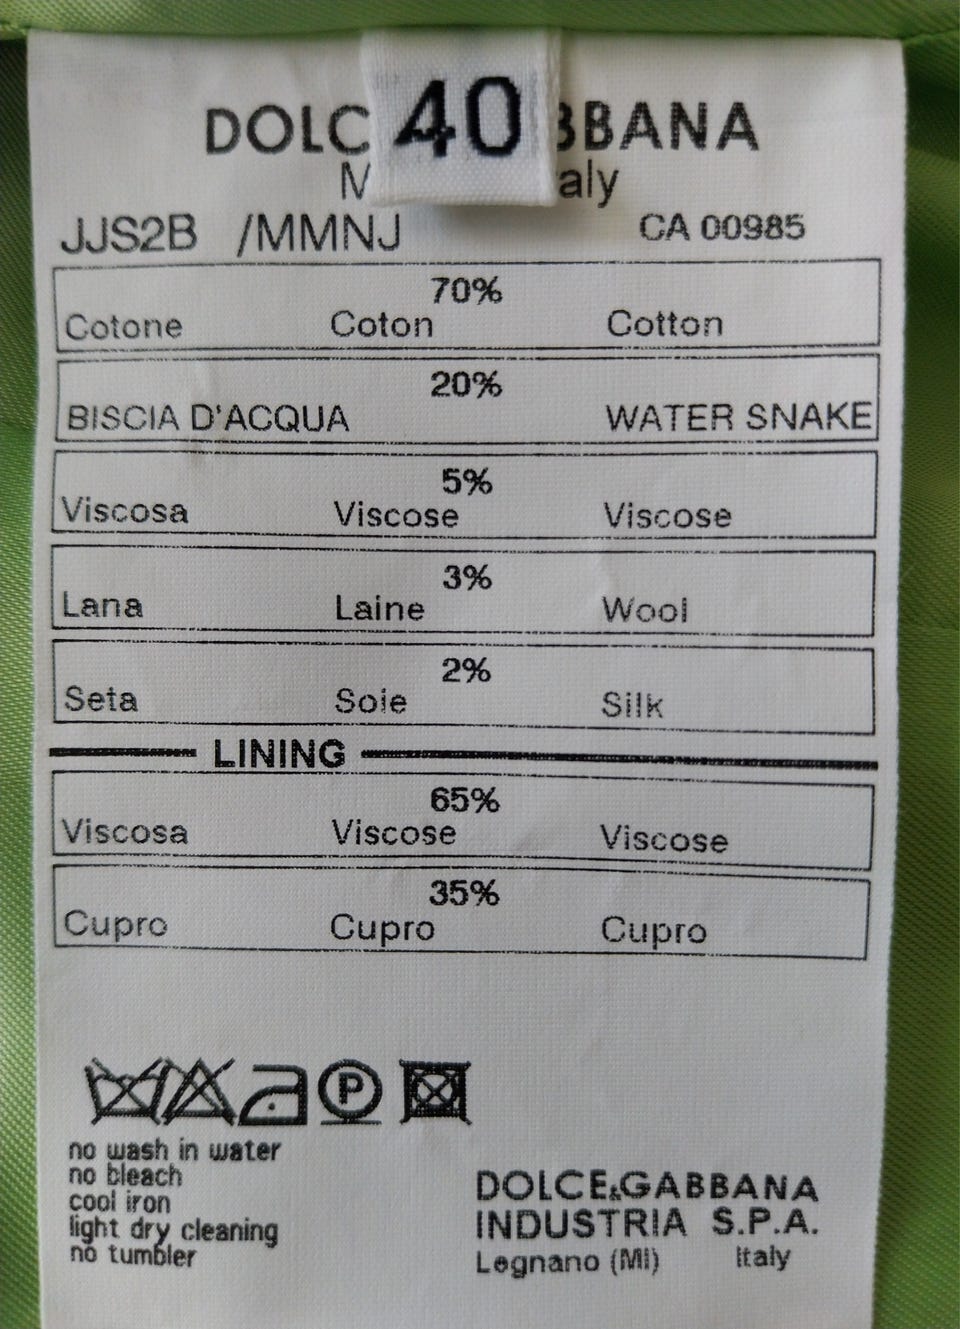 40
DOLC BBANA
M aly
JJS2B /MMNJ CA 00985
70%
Cotone Coton Cotton
20%
BISCIA D'ACQUA WATER SNAKE
5%
Viscosa Viscose Viscose
3%
Lana Laine Wool
2%
Seta Soie Silk
LINING
65%
Viscosa Viscose Viscose
35%
Cupro Cupro Cupro
P
no wash in water
no bleach
cool iron
light dry cleaning
no tumbler
DOLCE&GABBANA
INDUSTRIA S.P.A.
Legnano (MI) Italy